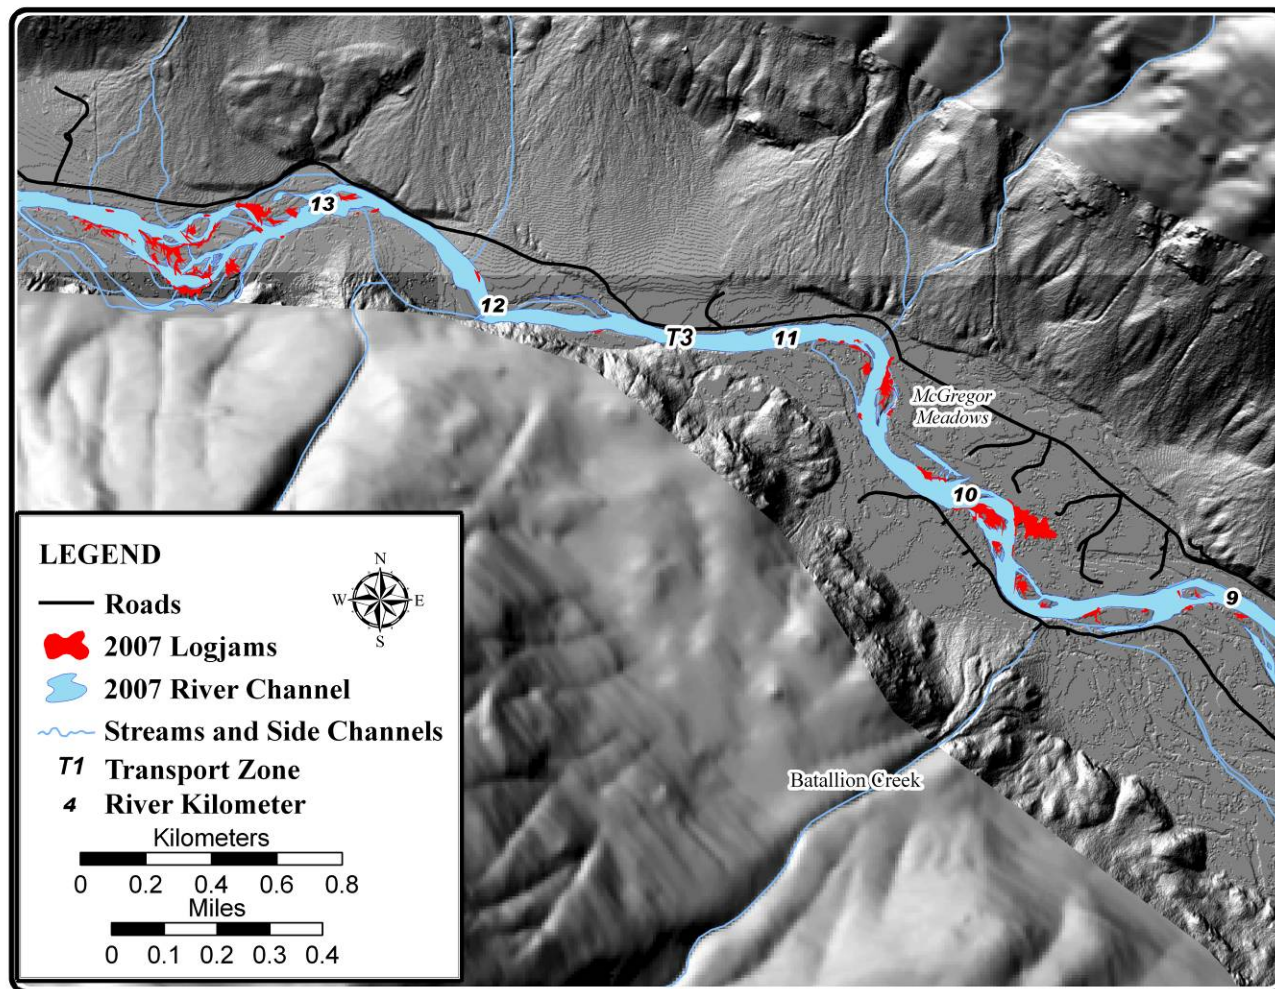 13
12
T3
11
McGregor
Meadows
10
9
Batallion Creek
LEGEND
N
W E
S
Roads
2007 Logjams
2007 River Channel
Streams and Side Channels
T1 Transport Zone
4 River Kilometer
Kilometers
0 0.2 0.4 0.6 0.8
Miles
0 0.1 0.2 0.3 0.4